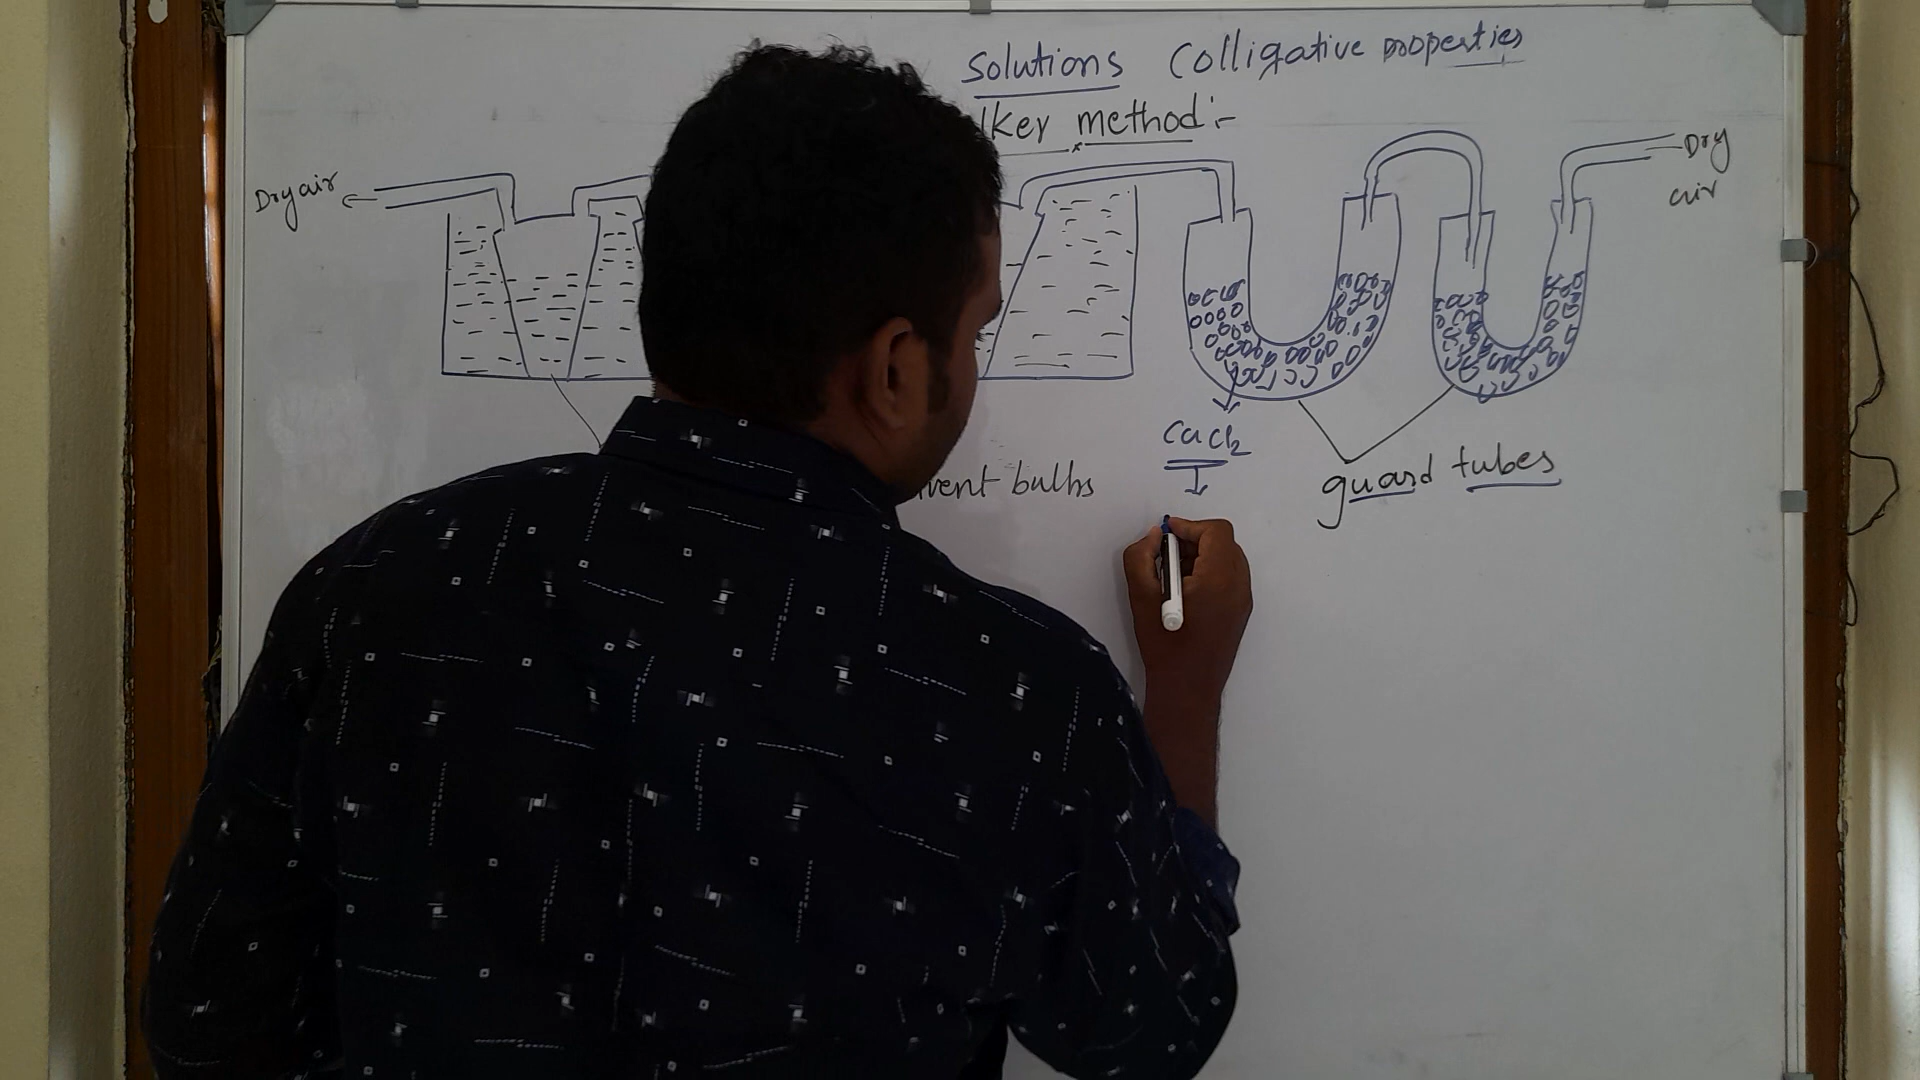 Solutions Colligative properties
lker method:-
Dry air
Dry
air
CaCl2
vent bulbs
guard tubes